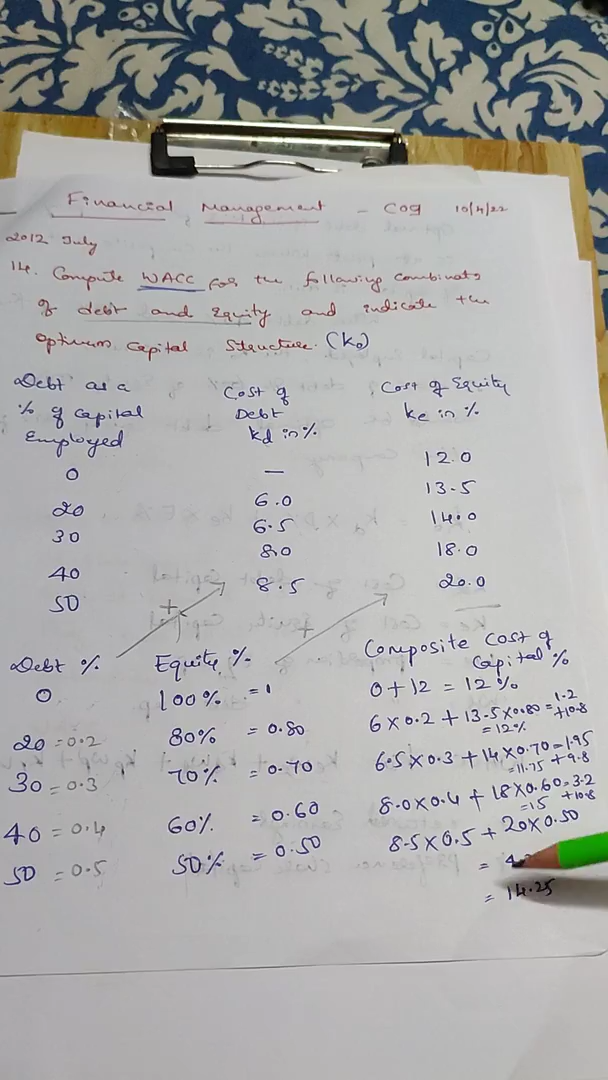 Financial Management - CO9 10/4/22
2012 July
14. Compute WACC for the following combinats
of debt and Equity and indicate the
optimum capital structure. (ko)
Debt as a % of capital Employed
Cost of Debt kd in %
Cost of Equity ke in %
0 — 12.0
20 6.0 13.5
30 6.5 14.0
40 8.0 18.0
50 8.5 20.0
+ +
Debt % Equity % Composite Cost of Capital %
0 100% = 1 0 + 12 = 12%
20 = 0.2 80% = 0.80 6 x 0.2 + 13.5 x 0.80 = 1.2 + 10.8
= 12%
30 = 0.3 70% = 0.70 6.5 x 0.3 + 14 x 0.70 = 1.95 + 9.8
= 11.75
40 = 0.4 60% = 0.60 8.0 x 0.4 + 18 x 0.60 = 3.2 + 10.8
= 15
50 = 0.5 50% = 0.50 8.5 x 0.5 + 20 x 0.50
=
= 14.25